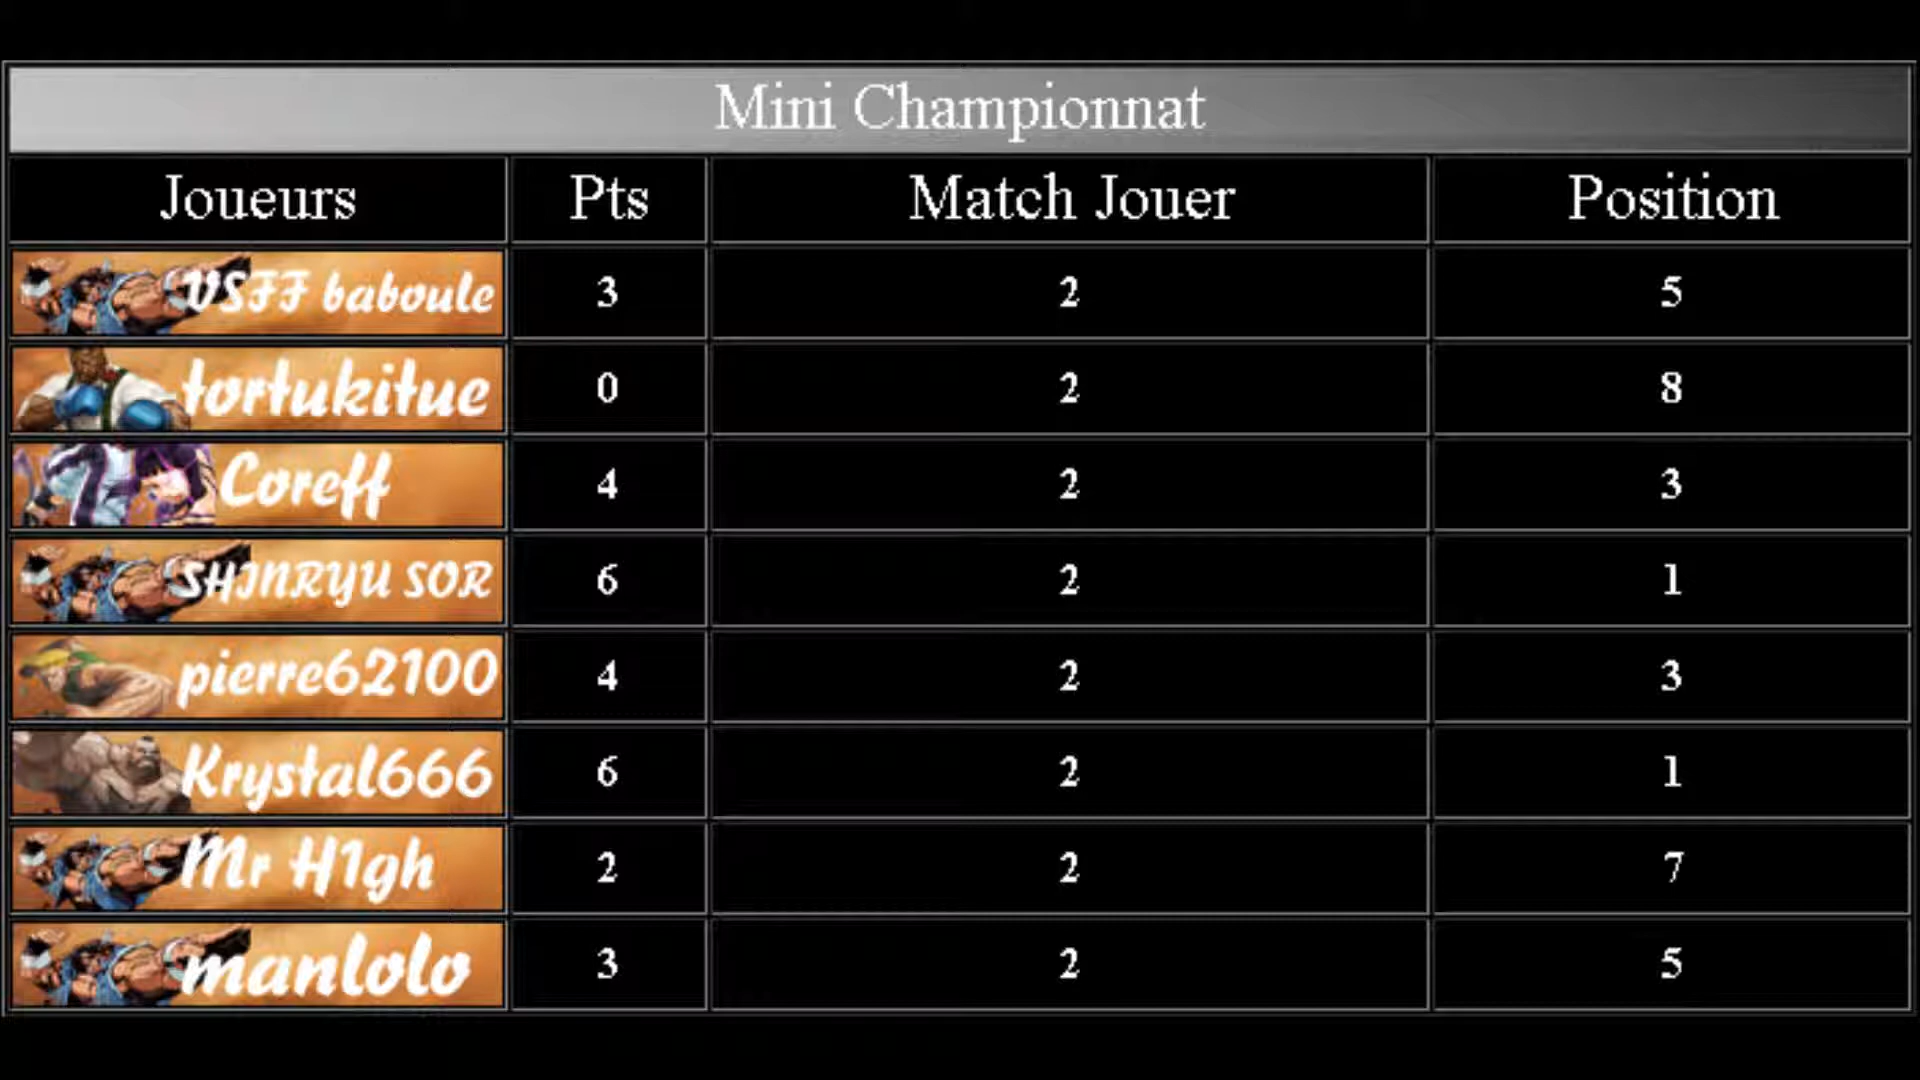 Mini Championnat
Joueurs Pts Match Jouer Position
VSFF baboule 3 2 5
tortukitue 0 2 8
Coreff 4 2 3
SHINRYU SOR 6 2 1
pierre62100 4 2 3
Krystal666 6 2 1
Mr H1gh 2 2 7
manlolo 3 2 5